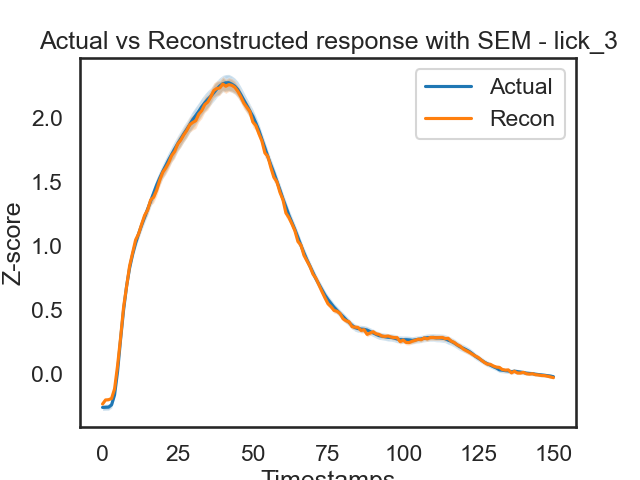 Actual vs Reconstructed response with SEM - lick_3
Actual
Recon
Z-score
2.0
1.5
1.0
0.5
0.0
0 25 50 75 100 125 150
Timestamps